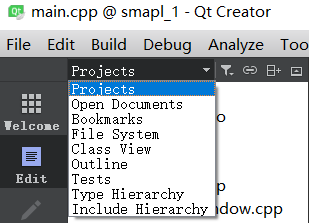 main.cpp @ smapl_1 - Qt Creator
File Edit Build Debug Analyze Too
Projects
Projects
Open Documents
Bookmarks
File System
Class View
Outline
Tests
Type Hierarchy
Include Hierarchy
Welcome
Edit
o
p
ndow.cpp